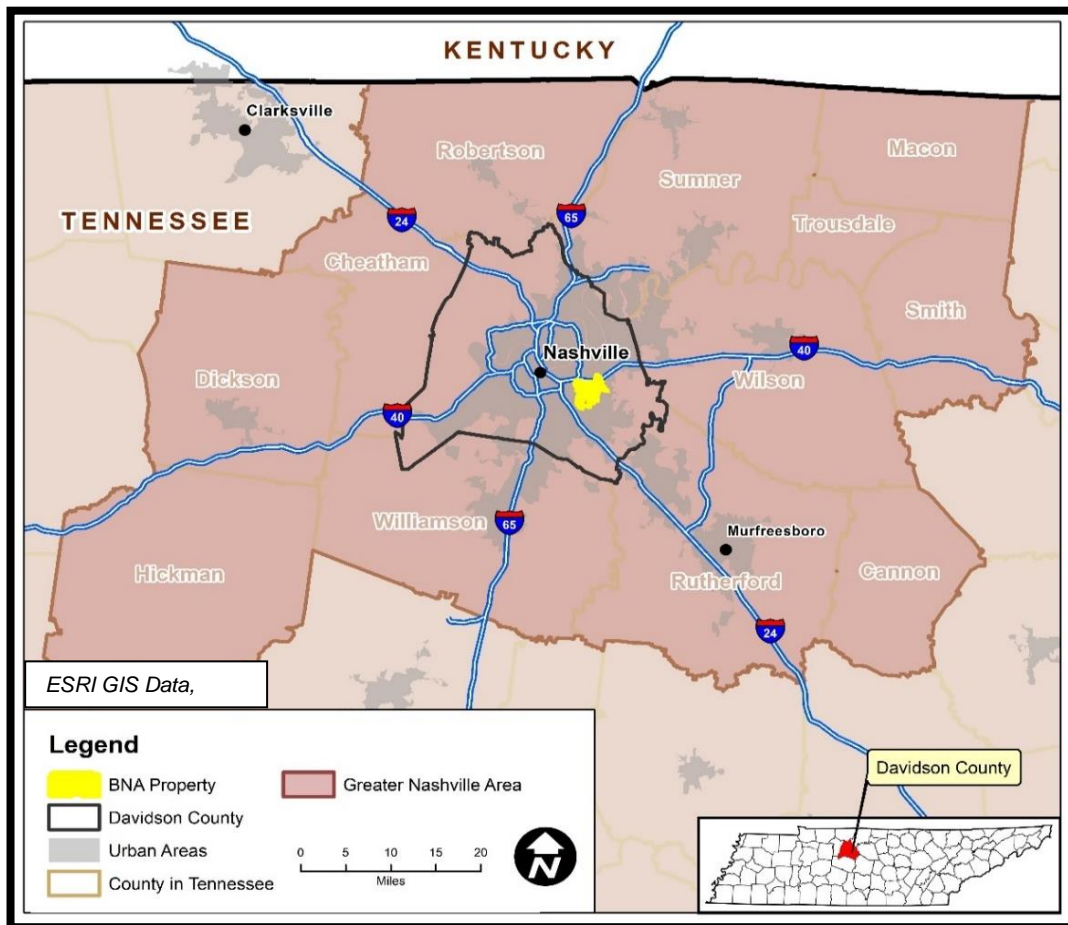 KENTUCKY
Clarksville
Robertson
Macon
Sumner
TENNESSEE
24
65
Trousdale
Cheatham
Smith
Nashville
40
Dickson
Wilson
40
Williamson
65
Murfreesboro
Hickman
Rutherford
Cannon
24
ESRI GIS Data,
Legend
BNA Property
Greater Nashville Area
Davidson County
Urban Areas
County in Tennessee
0 5 10 15 20
Miles
N
Davidson County